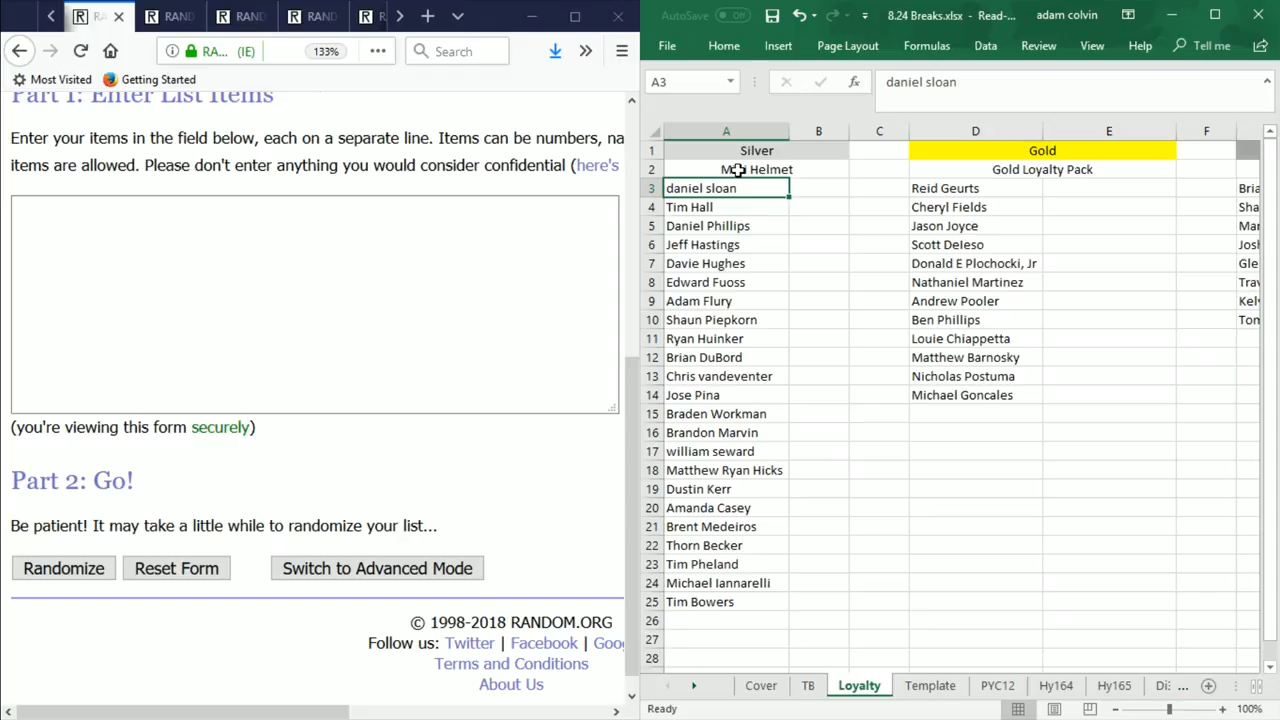 RAND
RAND
RAND
R
RA... (IE)
133%
Search
Most Visited
Getting Started
Part 1: Enter List Items
Enter your items in the field below, each on a separate line. Items can be numbers, na
items are allowed. Please don't enter anything you would consider confidential (here's
(you're viewing this form securely)
Part 2: Go!
Be patient! It may take a little while to randomize your list...
Randomize
Reset Form
Switch to Advanced Mode
© 1998-2018 RANDOM.ORG
Follow us: Twitter | Facebook | Goo
Terms and Conditions
About Us
AutoSave Off
8.24 Breaks.xlsx - Read-...
adam colvin
File Home Insert Page Layout Formulas Data Review View Help Tell me
A3
fx
daniel sloan
A B C D E F
1 Silver Gold
2 Helmet Gold Loyalty Pack
3 daniel sloan Reid Geurts Bria
4 Tim Hall Cheryl Fields Sha
5 Daniel Phillips Jason Joyce Mar
6 Jeff Hastings Scott DeIeso Josh
7 Davie Hughes Donald E Plochocki, Jr Gle
8 Edward Fuoss Nathaniel Martinez Trav
9 Adam Flury Andrew Pooler Kelv
10 Shaun Piepkorn Ben Phillips Tom
11 Ryan Huinker Louie Chiappetta
12 Brian DuBord Matthew Barnosky
13 Chris vandeventer Nicholas Postuma
14 Jose Pina Michael Goncales
15 Braden Workman
16 Brandon Marvin
17 william seward
18 Matthew Ryan Hicks
19 Dustin Kerr
20 Amanda Casey
21 Brent Medeiros
22 Thorn Becker
23 Tim Pheland
24 Michael Iannarelli
25 Tim Bowers
26
27
28
Cover TB Loyalty Template PYC12 Hy164 Hy165 Di: ...
Ready
100%